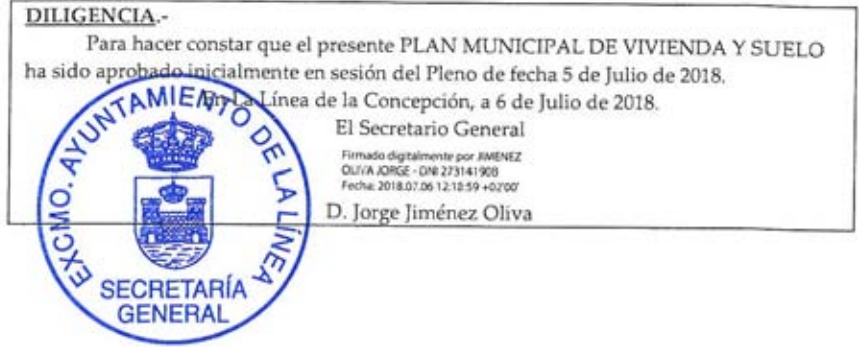 DILIGENCIA.-
Para hacer constar que el presente PLAN MUNICIPAL DE VIVIENDA Y SUELO
ha sido aprobado inicialmente en sesión del Pleno de fecha 5 de Julio de 2018.
En La Línea de la Concepción, a 6 de Julio de 2018.
El Secretario General
Firmado digitalmente por JIMENEZ
OLIVA JORGE - DNI 27314190B
Fecha: 2018.07.06 12:18:59 +02'00'
D. Jorge Jiménez Oliva
EXCMO. AYUNTAMIENTO DE LA LÍNEA
SECRETARÍA
GENERAL